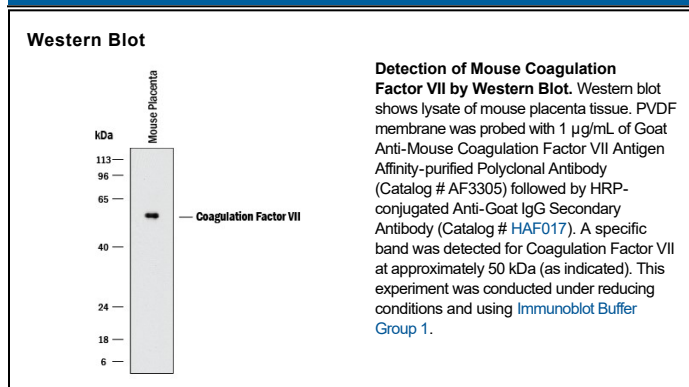 Western Blot
Mouse Placenta
kDa
113
96
65
Coagulation Factor VII
40
24
18
6
Detection of Mouse Coagulation
Factor VII by Western Blot. Western blot
shows lysate of mouse placenta tissue. PVDF
membrane was probed with 1 µg/mL of Goat
Anti-Mouse Coagulation Factor VII Antigen
Affinity-purified Polyclonal Antibody
(Catalog # AF3305) followed by HRP-
conjugated Anti-Goat IgG Secondary
Antibody (Catalog # HAF017). A specific
band was detected for Coagulation Factor VII
at approximately 50 kDa (as indicated). This
experiment was conducted under reducing
conditions and using Immunoblot Buffer
Group 1.